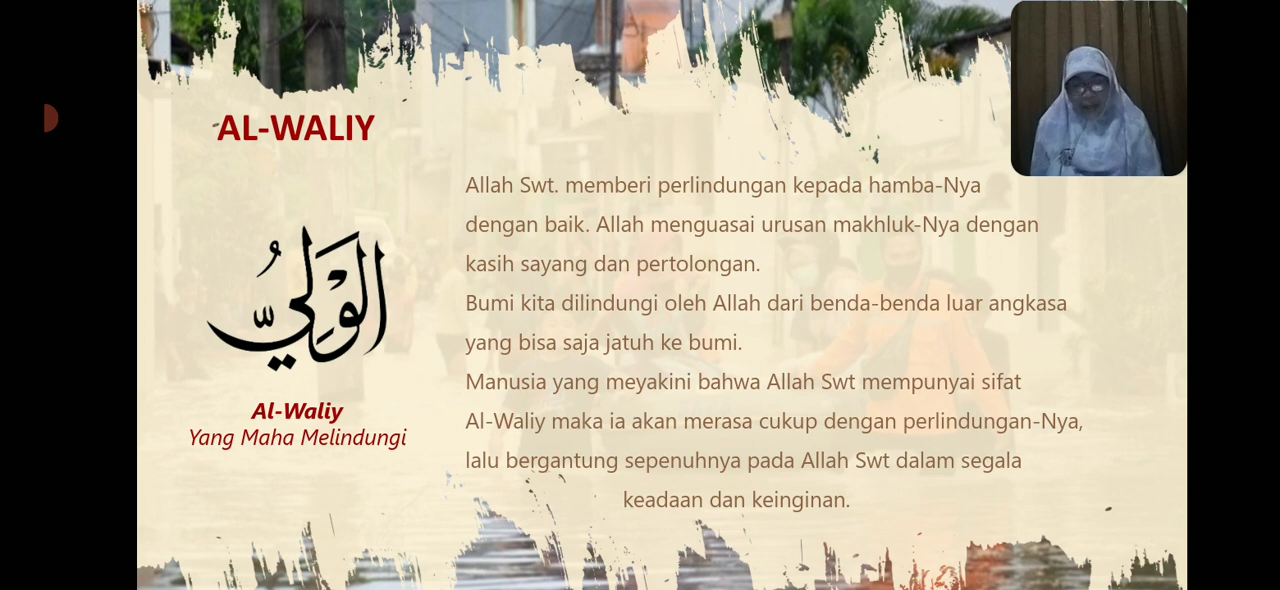 AL-WALIY
الوليّ
Al-Waliy
Yang Maha Melindungi
Allah Swt. memberi perlindungan kepada hamba-Nya
dengan baik. Allah menguasai urusan makhluk-Nya dengan
kasih sayang dan pertolongan.
Bumi kita dilindungi oleh Allah dari benda-benda luar angkasa
yang bisa saja jatuh ke bumi.
Manusia yang meyakini bahwa Allah Swt mempunyai sifat
Al-Waliy maka ia akan merasa cukup dengan perlindungan-Nya,
lalu bergantung sepenuhnya pada Allah Swt dalam segala
keadaan dan keinginan.